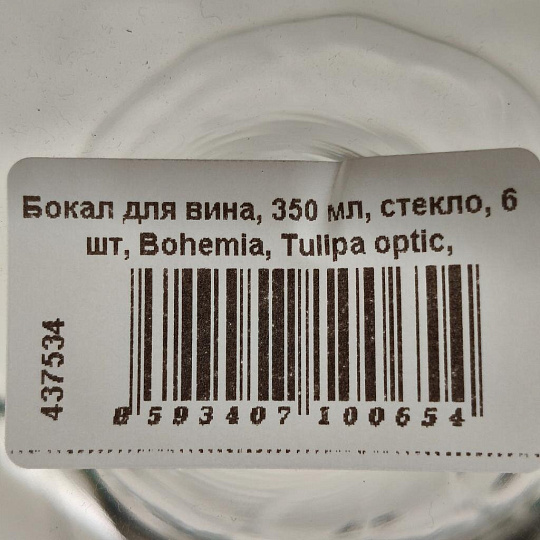 Бокал для вина, 350 мл, стекло, 6
шт, Bohemia, Tulipa optic,
437534
8 593407 100654